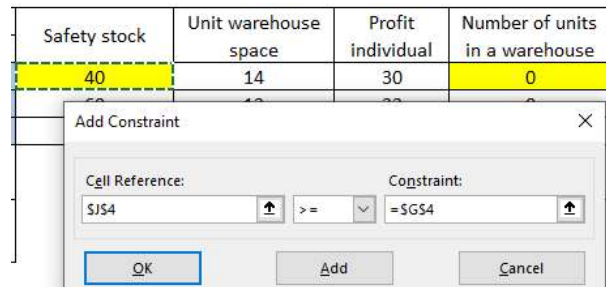 Safety stock
Unit warehouse space
Profit individual
Number of units in a warehouse
40 14 30 0
Add Constraint
Cell Reference:
Constraint:
$J$4 >= =$G$4
OK Add Cancel